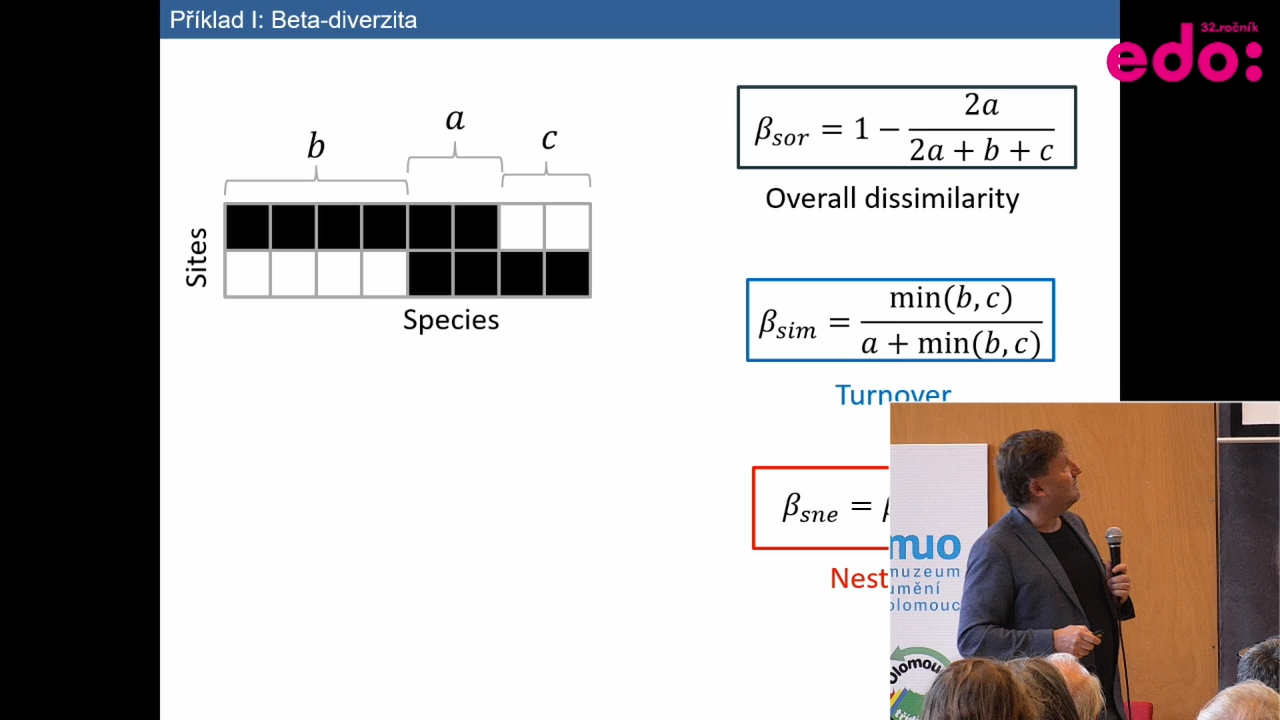 Příklad I: Beta-diverzita
32.ročník
edo:
b
a
c
Sites
Species
β_sor = 1 − 2a / (2a + b + c)
Overall dissimilarity
β_sim = min(b, c) / (a + min(b, c))
Turnover
β_sne =
Nest
muo
muzeum
umění
olomouc
olomou